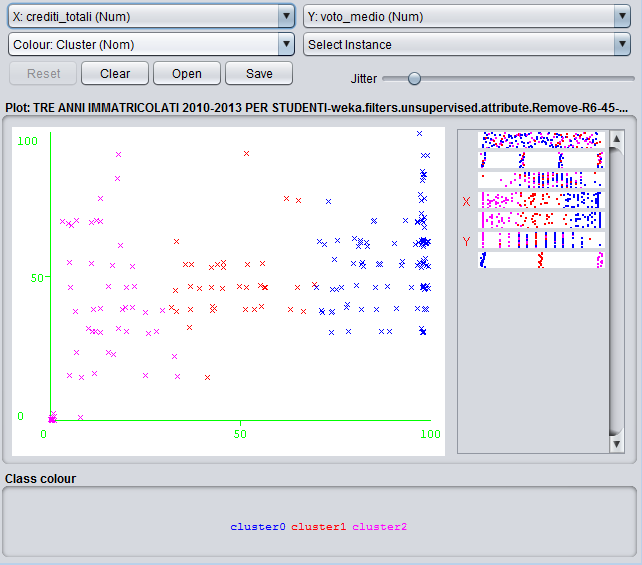 X: crediti_totali (Num) Y: voto_medio (Num)
Colour: Cluster (Nom) Select Instance
Reset Clear Open Save Jitter
Plot: TRE ANNI IMMATRICOLATI 2010-2013 PER STUDENTI-weka.filters.unsupervised.attribute.Remove-R6-45-...
100
50
0
0 50 100
X
Y
Class colour
cluster0 cluster1 cluster2